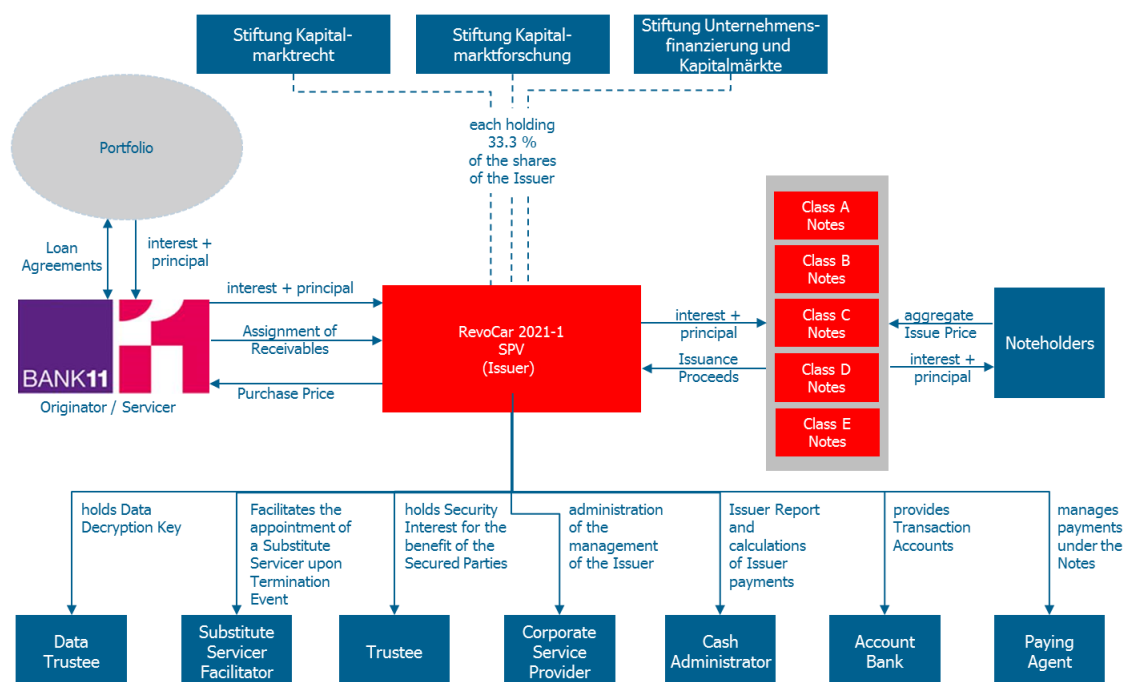 Stiftung Kapital-
marktrecht
Stiftung Kapital-
marktforschung
Stiftung Unternehmens-
finanzierung und
Kapitalmärkte
each holding
33.3 %
of the shares
of the Issuer
Portfolio
Loan
Agreements
interest +
principal
BANK11
Originator / Servicer
interest + principal
Assignment of
Receivables
Purchase Price
RevoCar 2021-1
SPV
(Issuer)
interest +
principal
Issuance
Proceeds
Class A
Notes
Class B
Notes
Class C
Notes
Class D
Notes
Class E
Notes
aggregate
Issue Price
interest +
principal
Noteholders
holds Data
Decryption Key
Facilitates the
appointment of
a Substitute
Servicer upon
Termination
Event
holds Security
Interest for the
benefit of the
Secured Parties
administration
of the
management
of the Issuer
Issuer Report
and
calculations
of Issuer
payments
provides
Transaction
Accounts
manages
payments
under the
Notes
Data
Trustee
Substitute
Servicer
Facilitator
Trustee
Corporate
Service
Provider
Cash
Administrator
Account
Bank
Paying
Agent